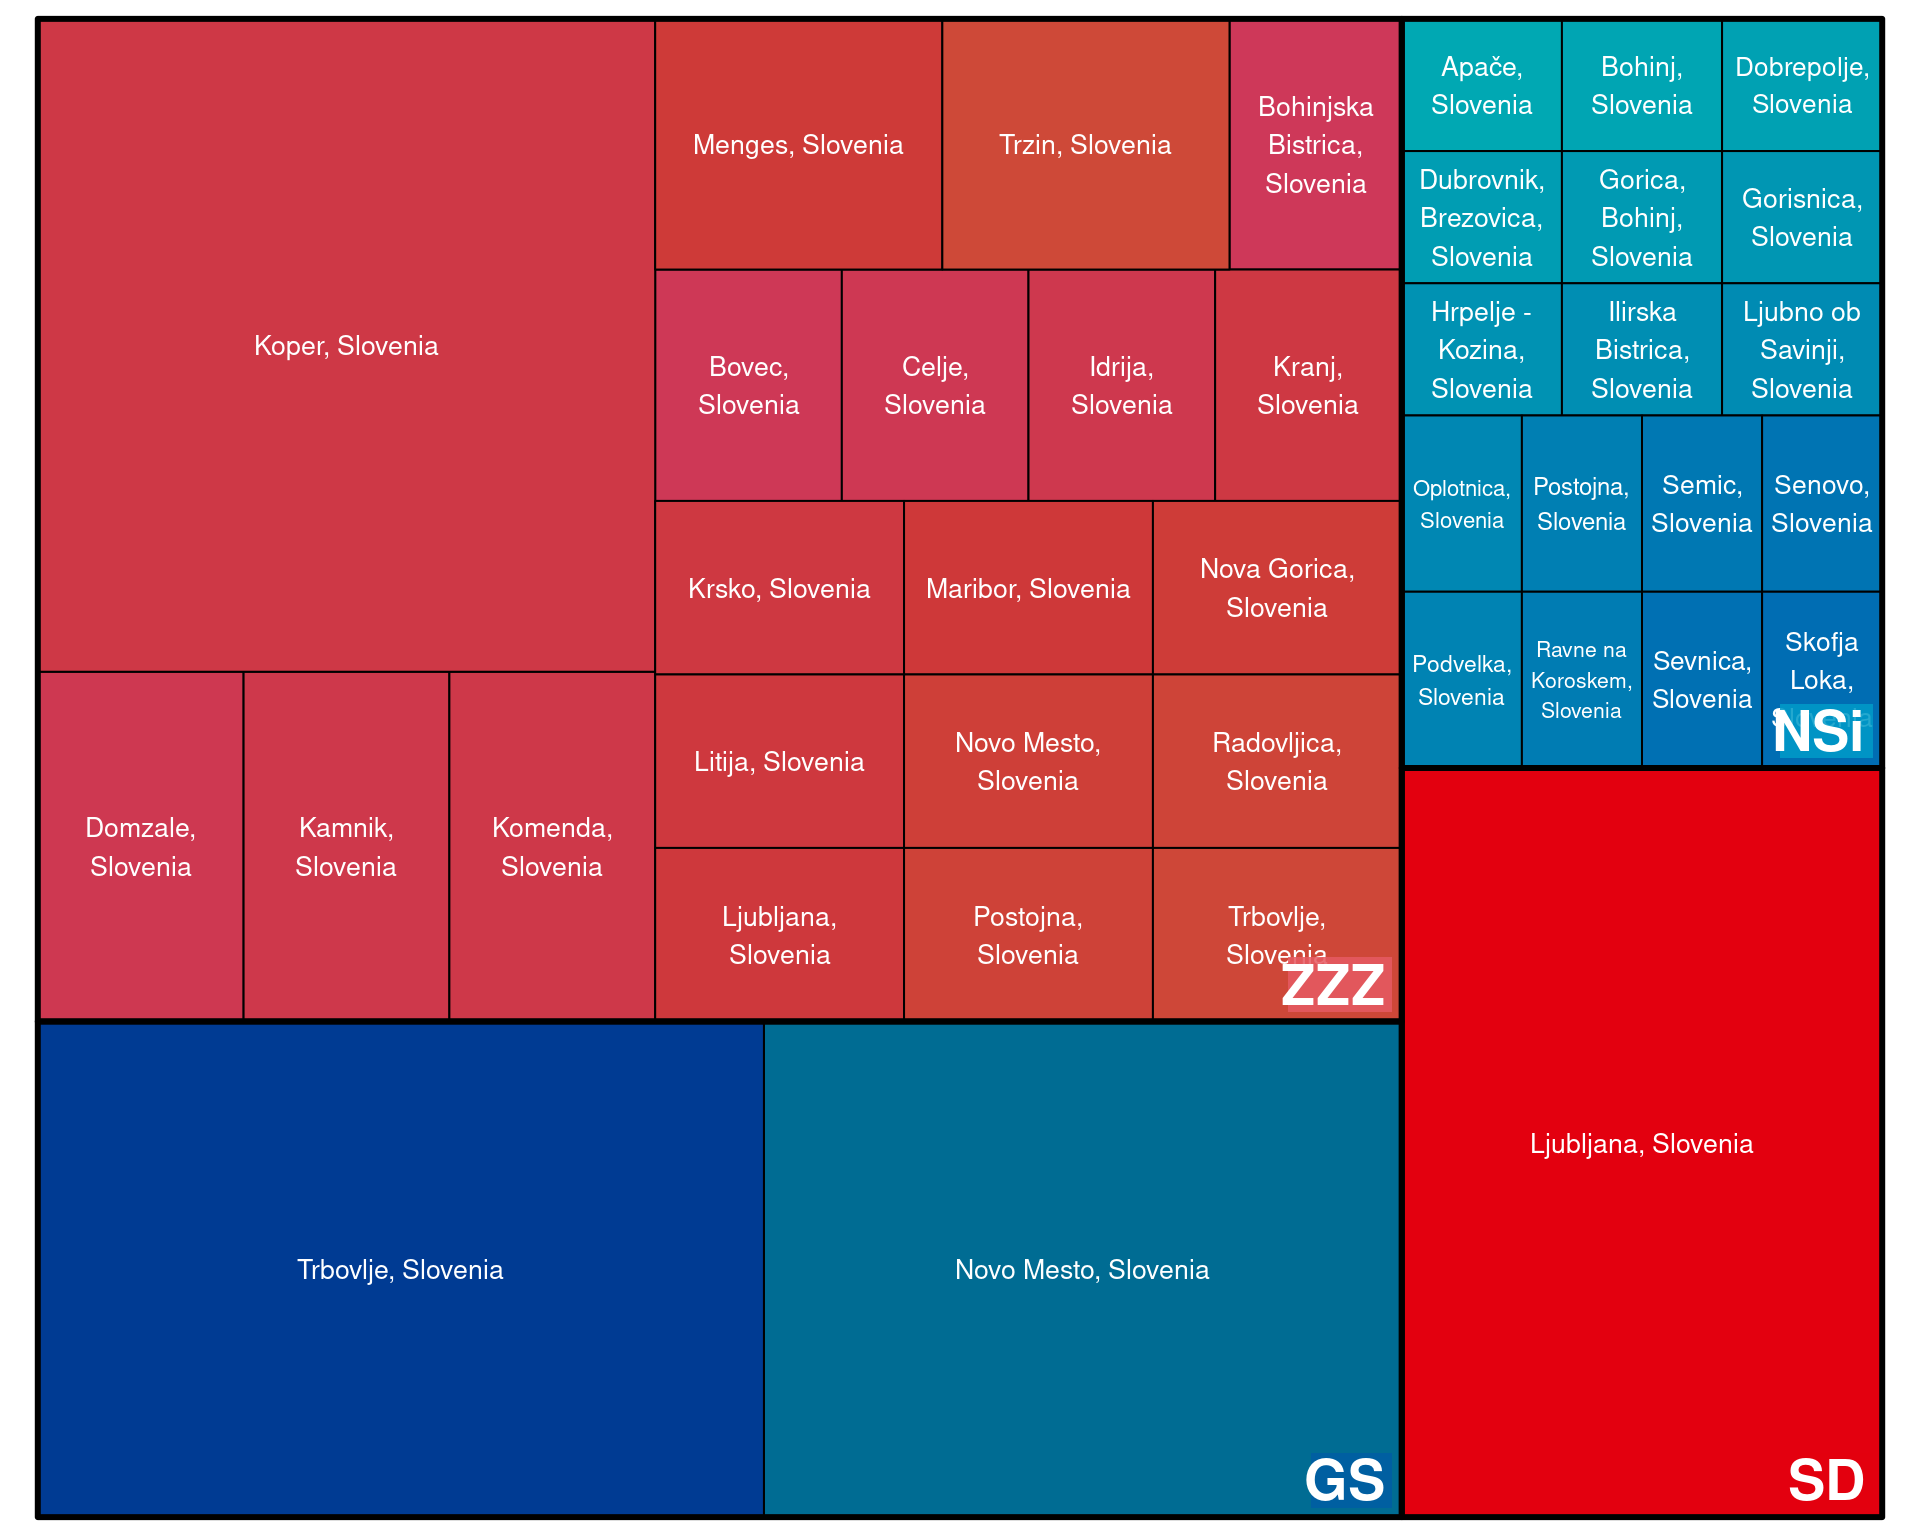 Koper, Slovenia
Menges, Slovenia
Trzin, Slovenia
Bohinjska
Bistrica,
Slovenia
Bovec,
Slovenia
Celje,
Slovenia
Idrija,
Slovenia
Kranj,
Slovenia
Krsko, Slovenia
Maribor, Slovenia
Nova Gorica,
Slovenia
Litija, Slovenia
Novo Mesto,
Slovenia
Radovljica,
Slovenia
Domzale,
Slovenia
Kamnik,
Slovenia
Komenda,
Slovenia
Ljubljana,
Slovenia
Postojna,
Slovenia
Trbovlje,
Slovenia
ZZZ
Apače,
Slovenia
Bohinj,
Slovenia
Dobrepolje,
Slovenia
Dubrovnik,
Brezovica,
Slovenia
Gorica,
Bohinj,
Slovenia
Gorisnica,
Slovenia
Hrpelje -
Kozina,
Slovenia
Ilirska
Bistrica,
Slovenia
Ljubno ob
Savinji,
Slovenia
Oplotnica,
Slovenia
Postojna,
Slovenia
Semic,
Slovenia
Senovo,
Slovenia
Podvelka,
Slovenia
Ravne na
Koroskem,
Slovenia
Sevnica,
Slovenia
Skofja
Loka,
NSi
Trbovlje, Slovenia
Novo Mesto, Slovenia
GS
Ljubljana, Slovenia
SD